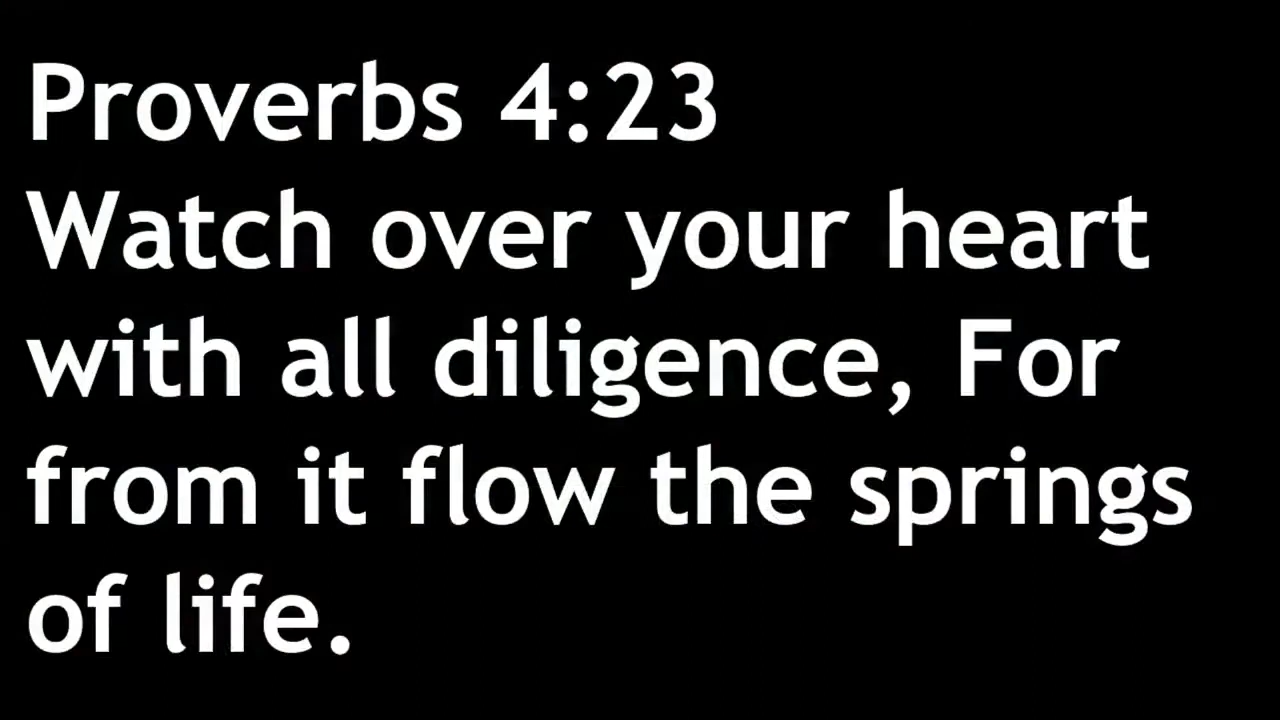 Proverbs 4:23
Watch over your heart
with all diligence, For
from it flow the springs
of life.